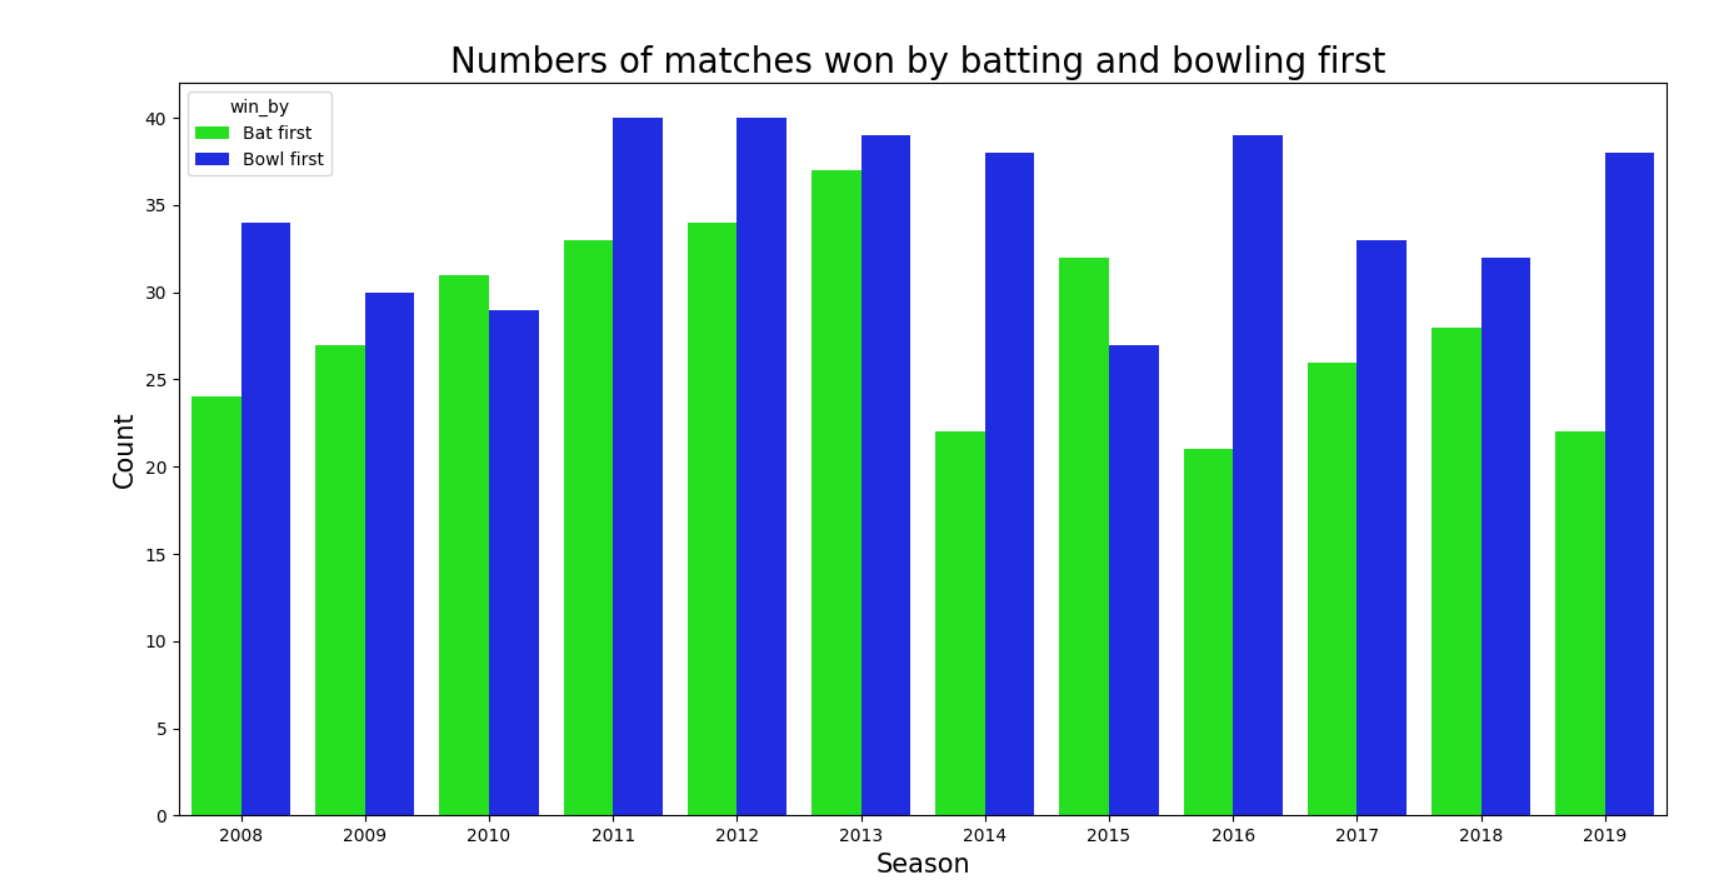 Numbers of matches won by batting and bowling first
win_by
Bat first
Bowl first
40
35
30
25
20
15
10
5
0
Count
2008 2009 2010 2011 2012 2013 2014 2015 2016 2017 2018 2019
Season